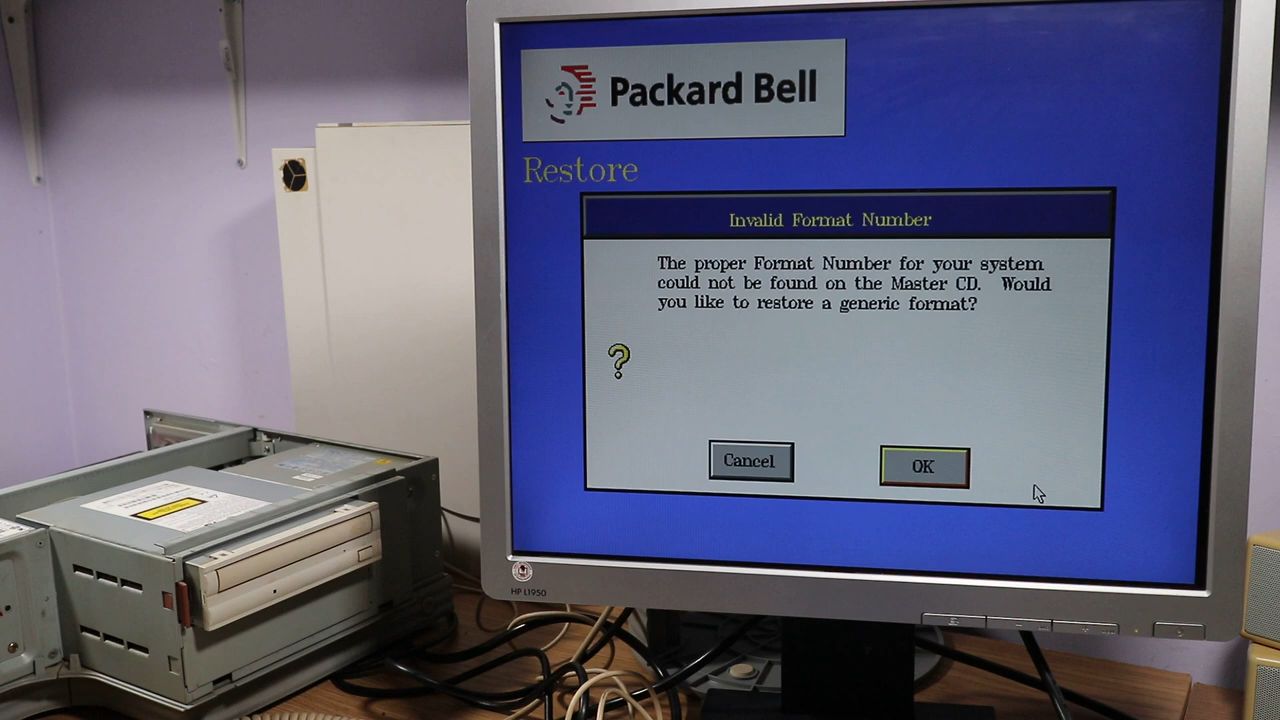 Packard Bell
Restore
Invalid Format Number
The proper Format Number for your system
could not be found on the Master CD.  Would
you like to restore a generic format?
Cancel
OK
HP L1950